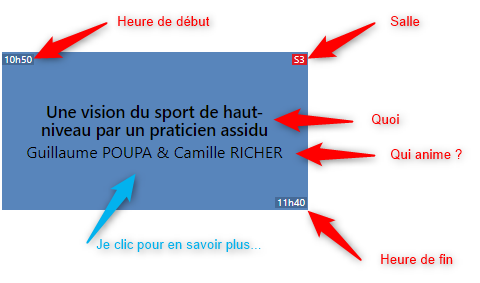 Heure de début
Salle
10h50
S3
Une vision du sport de haut-
niveau par un praticien assidu
Quoi
Guillaume POUPA & Camille RICHER
Qui anime ?
11h40
Je clic pour en savoir plus...
Heure de fin